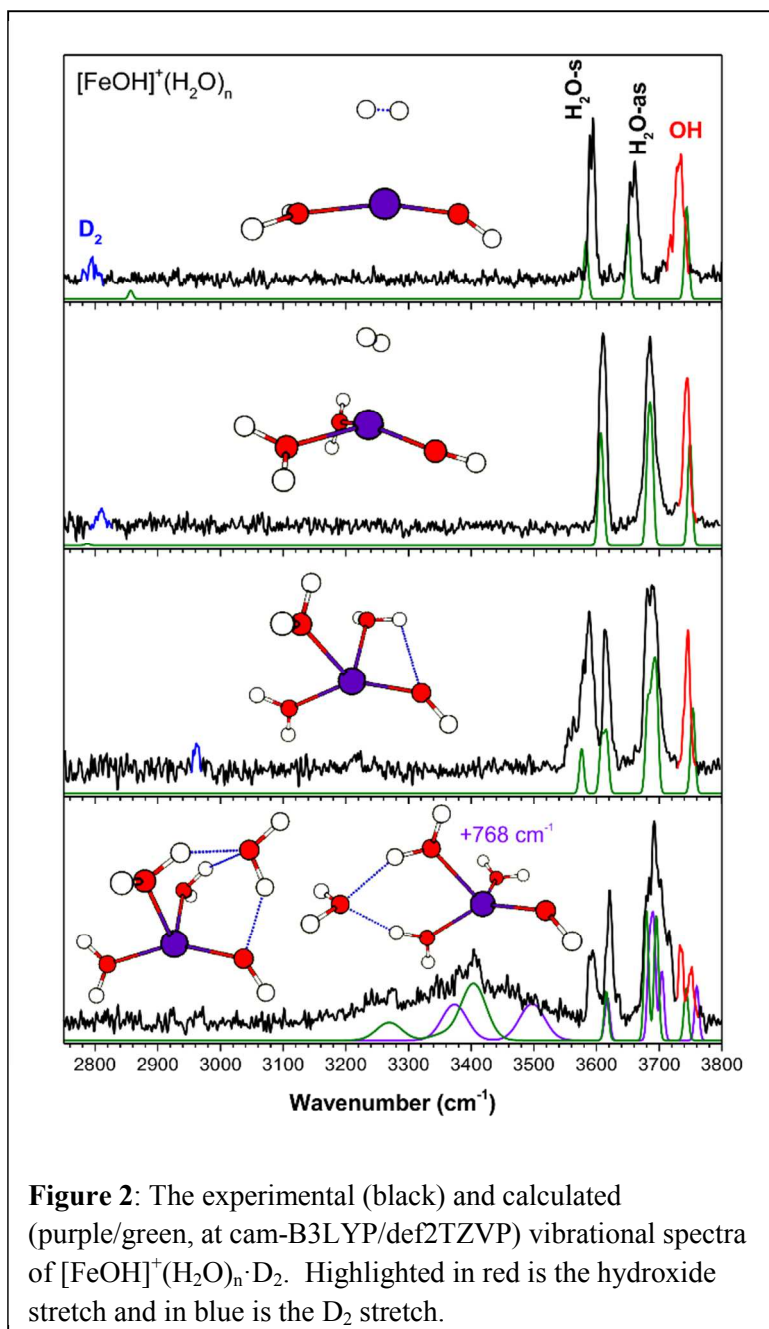 [FeOH]⁺(H₂O)ₙ
H₂O-s
H₂O-as
OH
D₂
+768 cm⁻¹
2800 2900 3000 3100 3200 3300 3400 3500 3600 3700 3800
Wavenumber (cm⁻¹)
Figure 2: The experimental (black) and calculated
(purple/green, at cam-B3LYP/def2TZVP) vibrational spectra
of [FeOH]⁺(H₂O)ₙ·D₂. Highlighted in red is the hydroxide
stretch and in blue is the D₂ stretch.